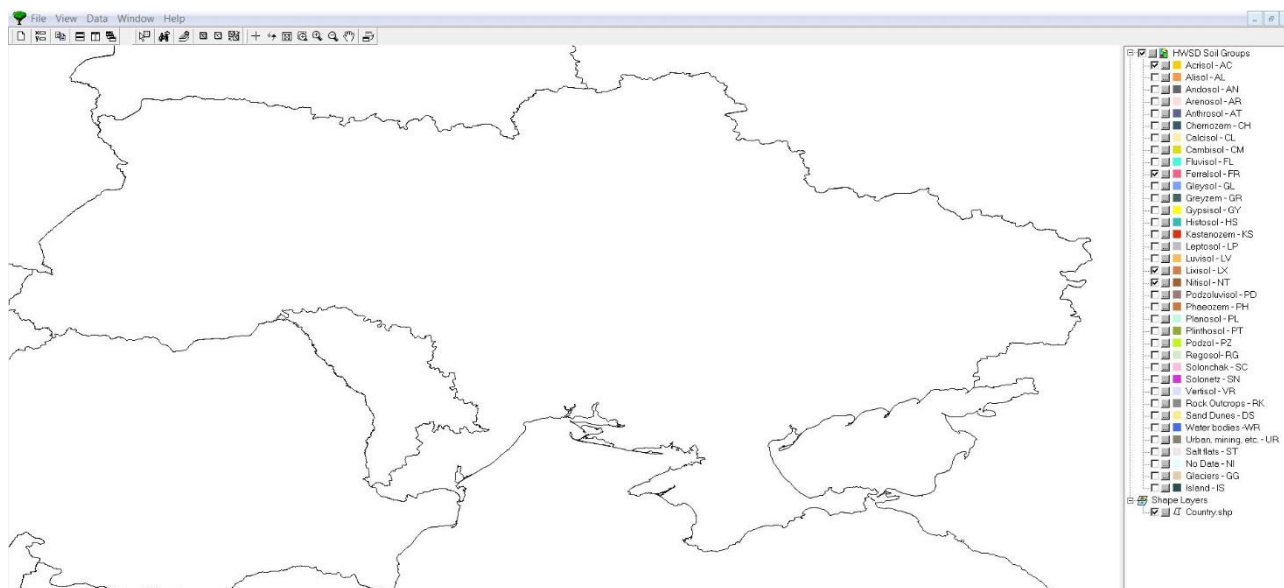 File View Data Window Help
HWSD Soil Groups
Acrisol - AC
Alisol - AL
Andosol - AN
Arenosol - AR
Anthrosol - AT
Chernozem - CH
Calcisol - CL
Cambisol - CM
Fluvisol - FL
Ferralsol - FR
Gleysol - GL
Greyzem - GR
Gypsisol - GY
Histosol - HS
Kastanozem - KS
Leptosol - LP
Luvisol - LV
Lixisol - LX
Nitisol - NT
Podzoluvisol - PD
Phaeozem - PH
Planosol - PL
Plinthosol - PT
Podzol - PZ
Regosol - RG
Solonchak - SC
Solonetz - SN
Vertisol - VR
Rock Outcrops - RK
Sand Dunes - DS
Water bodies -WR
Urban, mining, etc. - UR
Salt flats - ST
No Data - NI
Glaciers - GG
Island - IS
Shape Layers
Country.shp